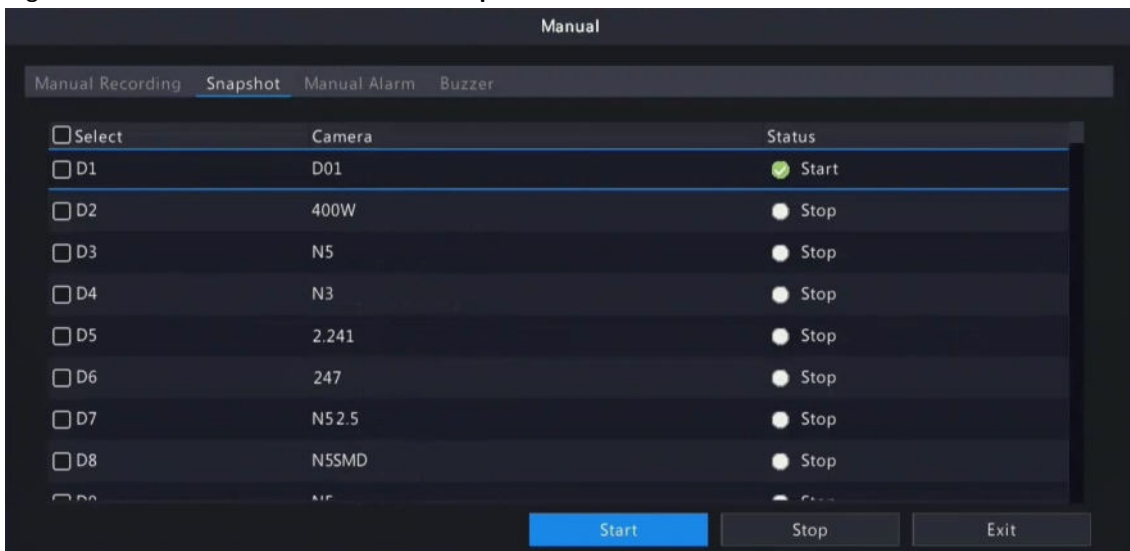 Manual
Manual Recording Snapshot Manual Alarm Buzzer
Select Camera Status
D1 D01 Start
D2 400W Stop
D3 N5 Stop
D4 N3 Stop
D5 2.241 Stop
D6 247 Stop
D7 N52.5 Stop
D8 N5SMD Stop
Start Stop Exit